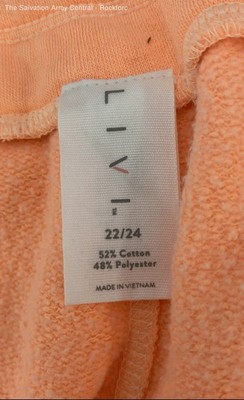 The Salvation Army Central - Rockford
LIVI
22/24
52% Cotton
48% Polyester
MADE IN VIETNAM